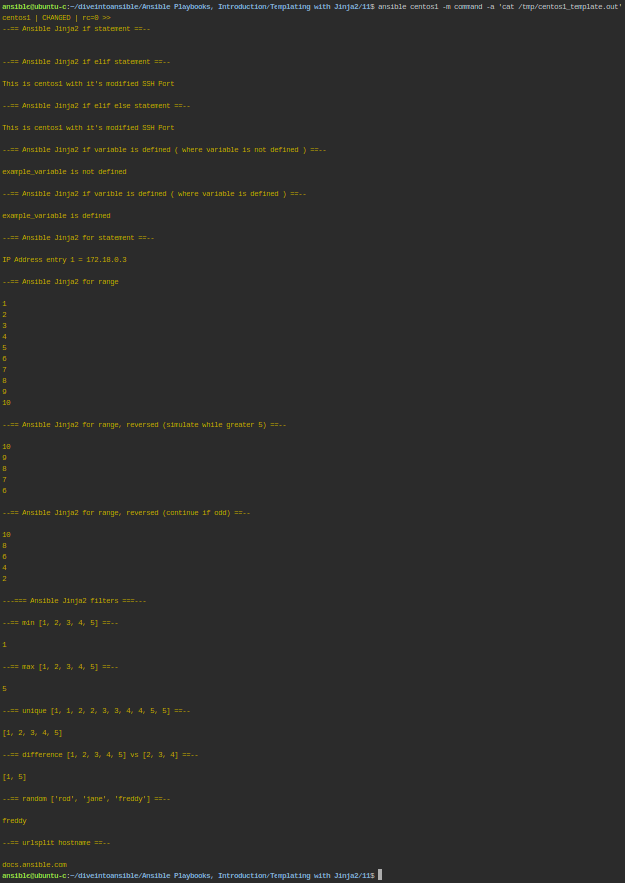 ansible@ubuntu-c:~/diveintoansible/Ansible Playbooks, Introduction/Templating with Jinja2/11$ ansible centos1 -m command -a 'cat /tmp/centos1_template.out'
centos1 | CHANGED | rc=0 >>
--== Ansible Jinja2 if statement ==--
--== Ansible Jinja2 if elif statement ==--
This is centos1 with it's modified SSH Port
--== Ansible Jinja2 if elif else statement ==--
This is centos1 with it's modified SSH Port
--== Ansible Jinja2 if variable is defined ( where variable is not defined ) ==--
example_variable is not defined
--== Ansible Jinja2 if varible is defined ( where variable is defined ) ==--
example_variable is defined
--== Ansible Jinja2 for statement ==--
IP Address entry 1 = 172.18.0.3
--== Ansible Jinja2 for range
1
2
3
4
5
6
7
8
9
10
--== Ansible Jinja2 for range, reversed (simulate while greater 5) ==--
10
9
8
7
6
--== Ansible Jinja2 for range, reversed (continue if odd) ==--
10
8
6
4
2
---=== Ansible Jinja2 filters ===---
--== min [1, 2, 3, 4, 5] ==--
1
--== max [1, 2, 3, 4, 5] ==--
5
--== unique [1, 1, 2, 2, 3, 3, 4, 4, 5, 5] ==--
[1, 2, 3, 4, 5]
--== difference [1, 2, 3, 4, 5] vs [2, 3, 4] ==--
[1, 5]
--== random ['rod', 'jane', 'freddy'] ==--
freddy
--== urlsplit hostname ==--
docs.ansible.com
ansible@ubuntu-c:~/diveintoansible/Ansible Playbooks, Introduction/Templating with Jinja2/11$